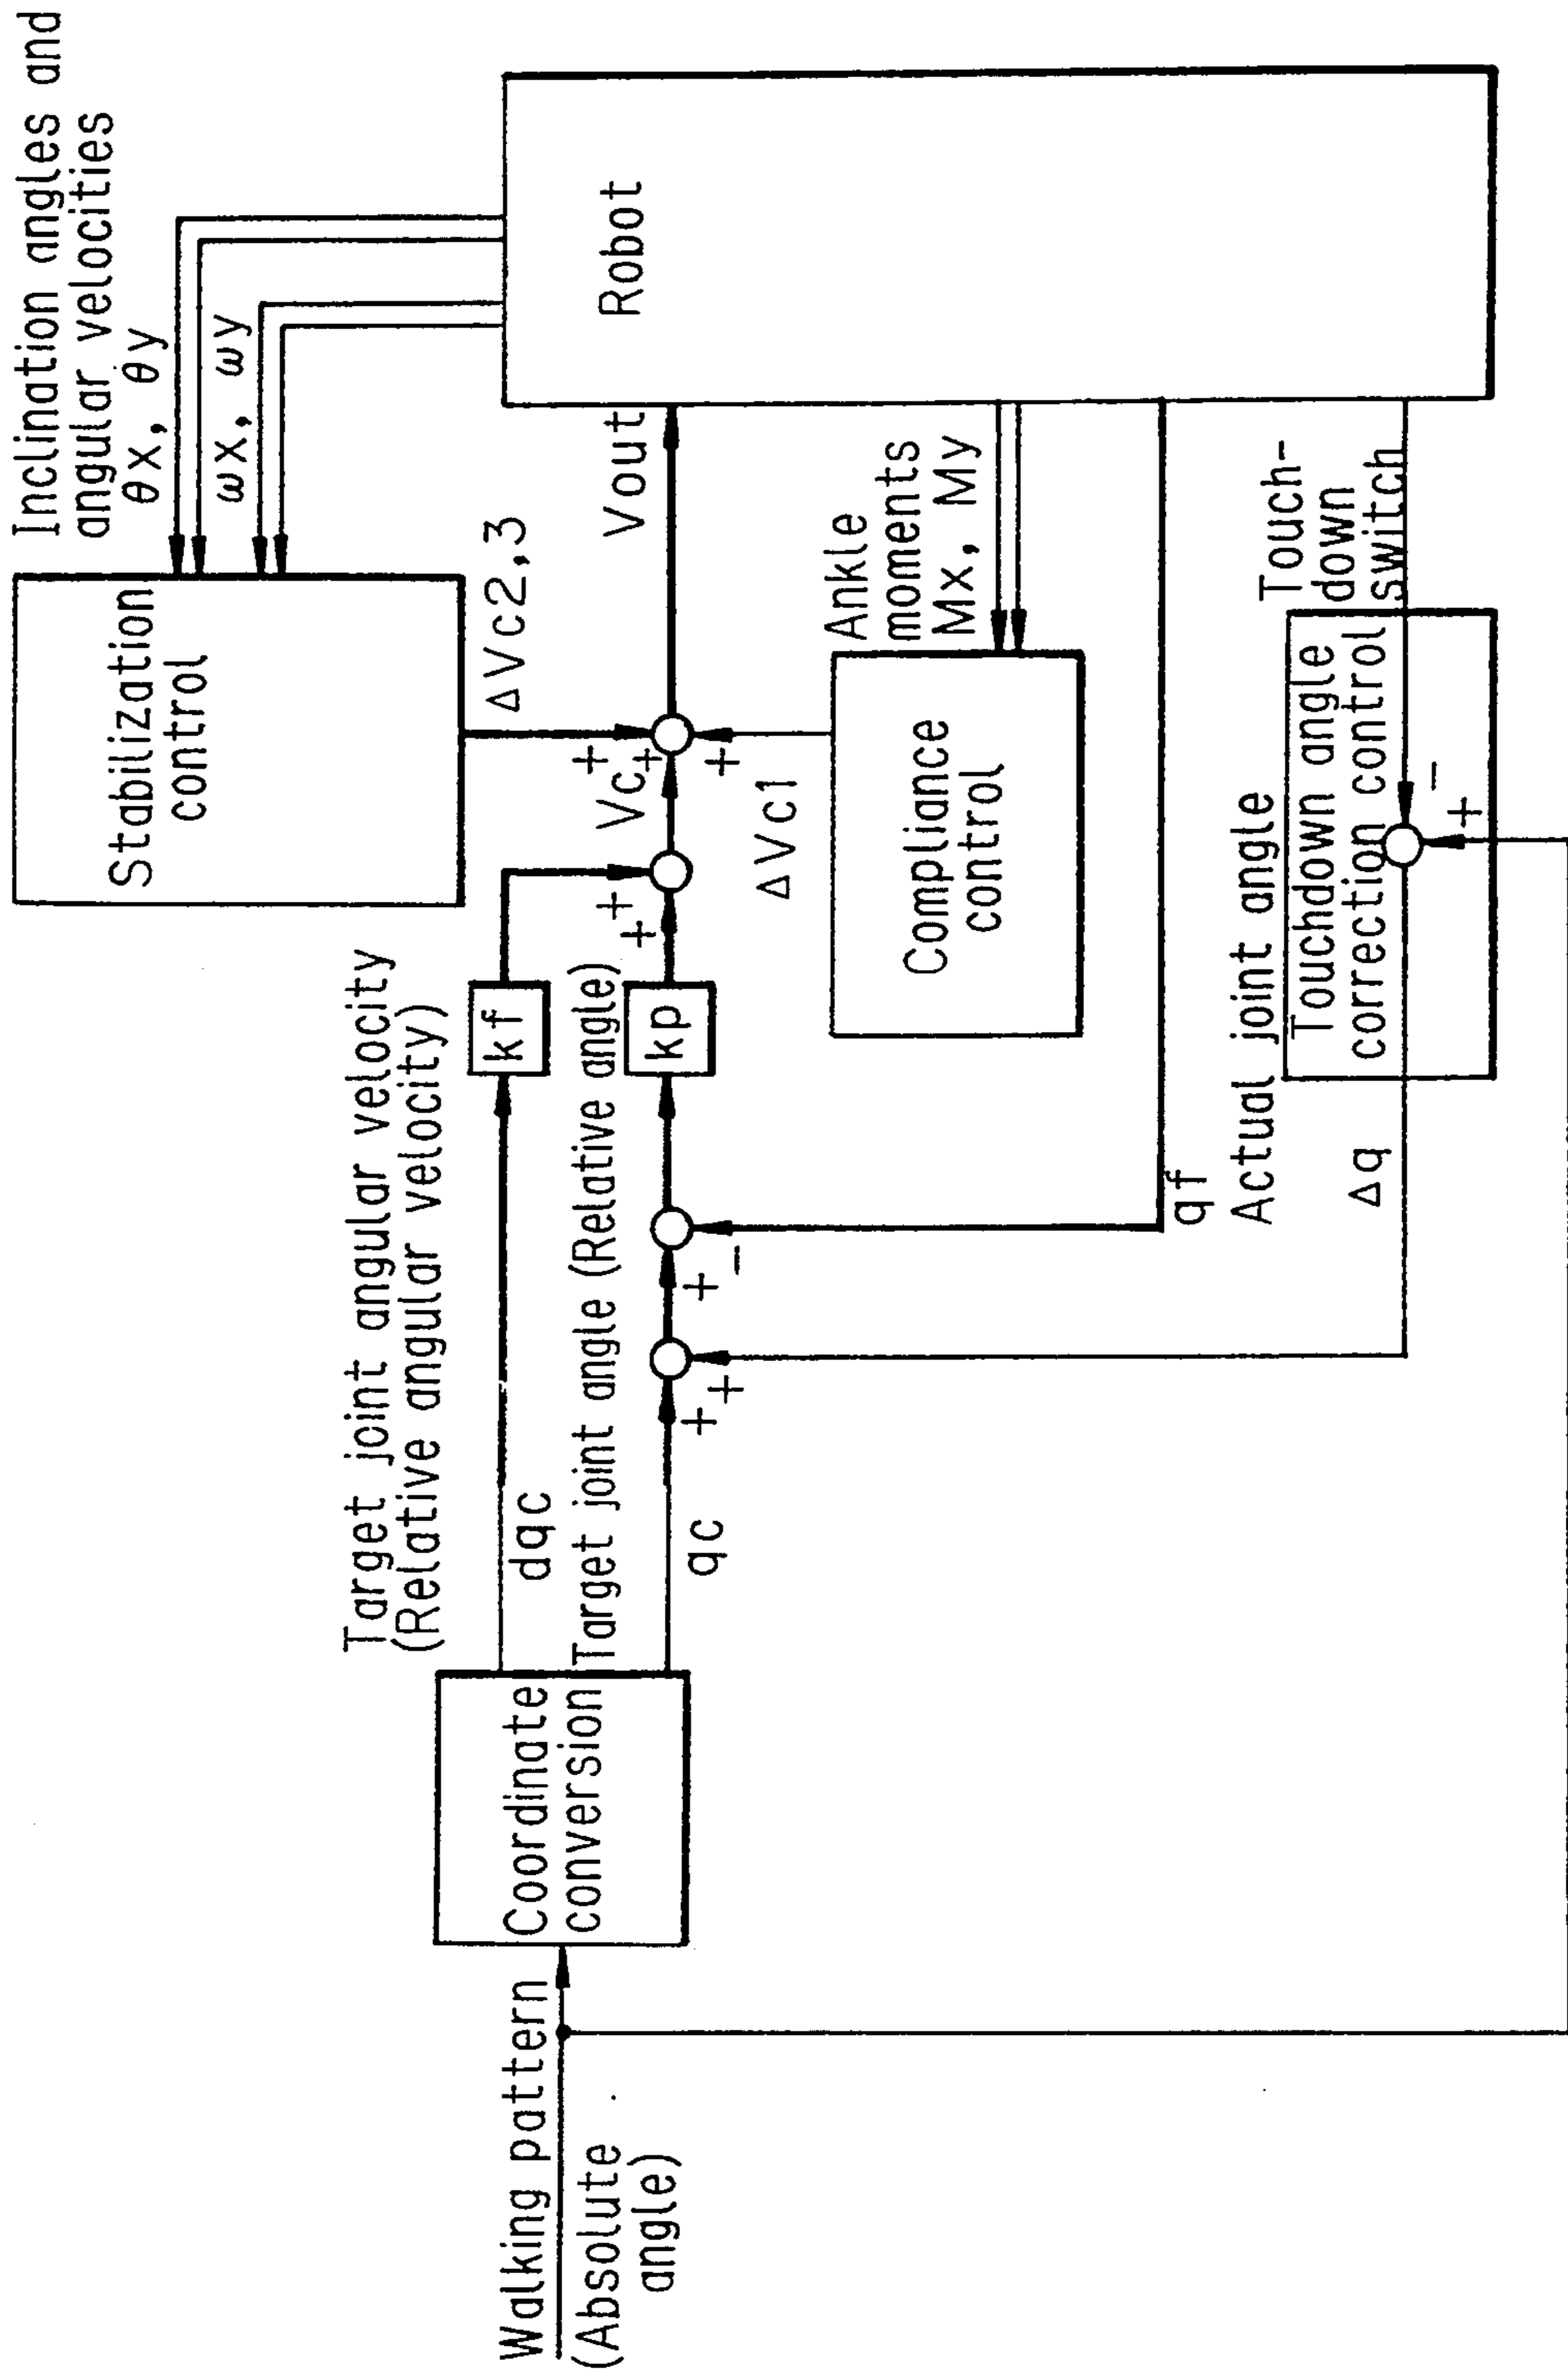 Inclination angles and
angular velocities
θx, θy
ωx, ωy
Stabilization
control
ΔVc2,3
Robot
Vout
Target joint angular velocity
(Relative angular velocity)
kf
dqc
Walking pattern
(Absolute
angle)
Coordinate
conversion
Target joint angle (Relative angle)
qc
+
+
+
-
kp
+
+
Vc
+
+
+
ΔVc1
Ankle
moments
Mx, My
Compliance
control
qf
Actual joint angle
Touch-
down
switch
Touchdown angle
correction control
-
+
Δq